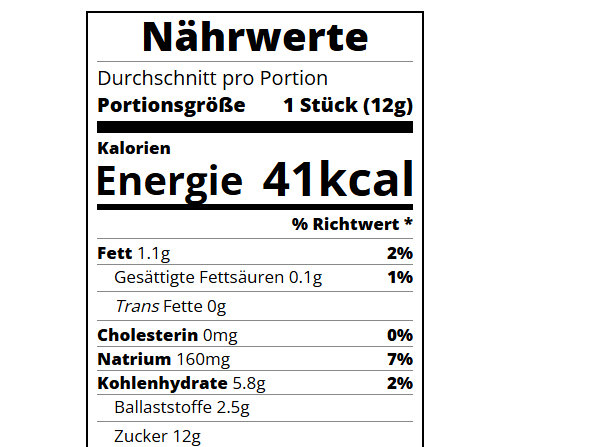 Nährwerte
Durchschnitt pro Portion
Portionsgröße 1 Stück (12g)
Kalorien
Energie 41kcal
% Richtwert *
Fett 1.1g 2%
Gesättigte Fettsäuren 0.1g 1%
Trans Fette 0g
Cholesterin 0mg 0%
Natrium 160mg 7%
Kohlenhydrate 5.8g 2%
Ballaststoffe 2.5g
Zucker 12g